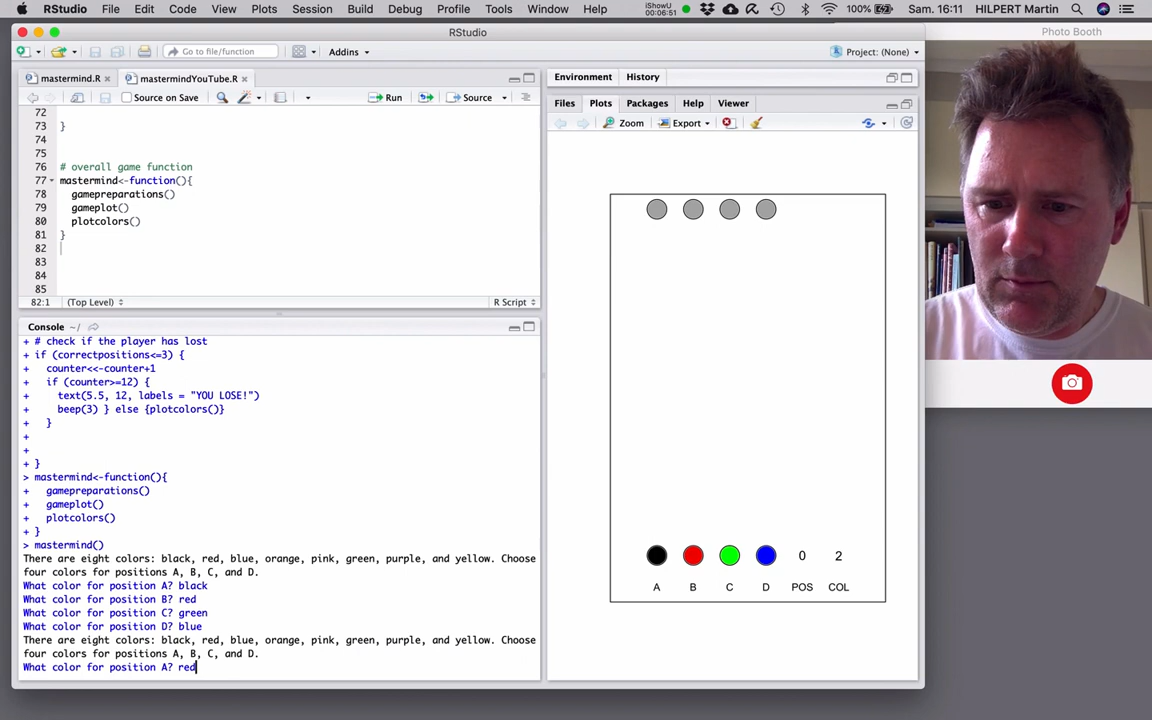 RStudio File Edit Code View Plots Session Build Debug Profile Tools Window Help iShowU 00:06:51 100% Sam. 16:11 HILPERT Martin
RStudio
Photo Booth
Go to file/function Addins Project: (None)
mastermind.R mastermindYouTube.R
Source on Save Run Source
72
73 }
74
75
76 # overall game function
77 mastermind<-function(){
78 gamepreparations()
79 gameplot()
80 plotcolors()
81 }
82
83
84
85
82:1 (Top Level) R Script
Console ~/
+ # check if the player has lost
+ if (correctpositions<=3) {
+ counter<<-counter+1
+ if (counter>=12) {
+ text(5.5, 12, labels = "YOU LOSE!")
+ beep(3) } else {plotcolors()}
+ }
+
+
+ }
> mastermind<-function(){
+ gamepreparations()
+ gameplot()
+ plotcolors()
+ }
> mastermind()
There are eight colors: black, red, blue, orange, pink, green, purple, and yellow. Choose
four colors for positions A, B, C, and D.
What color for position A? black
What color for position B? red
What color for position C? green
What color for position D? blue
There are eight colors: black, red, blue, orange, pink, green, purple, and yellow. Choose
four colors for positions A, B, C, and D.
What color for position A? red
Environment History
Files Plots Packages Help Viewer
Zoom Export
0 2
A B C D POS COL